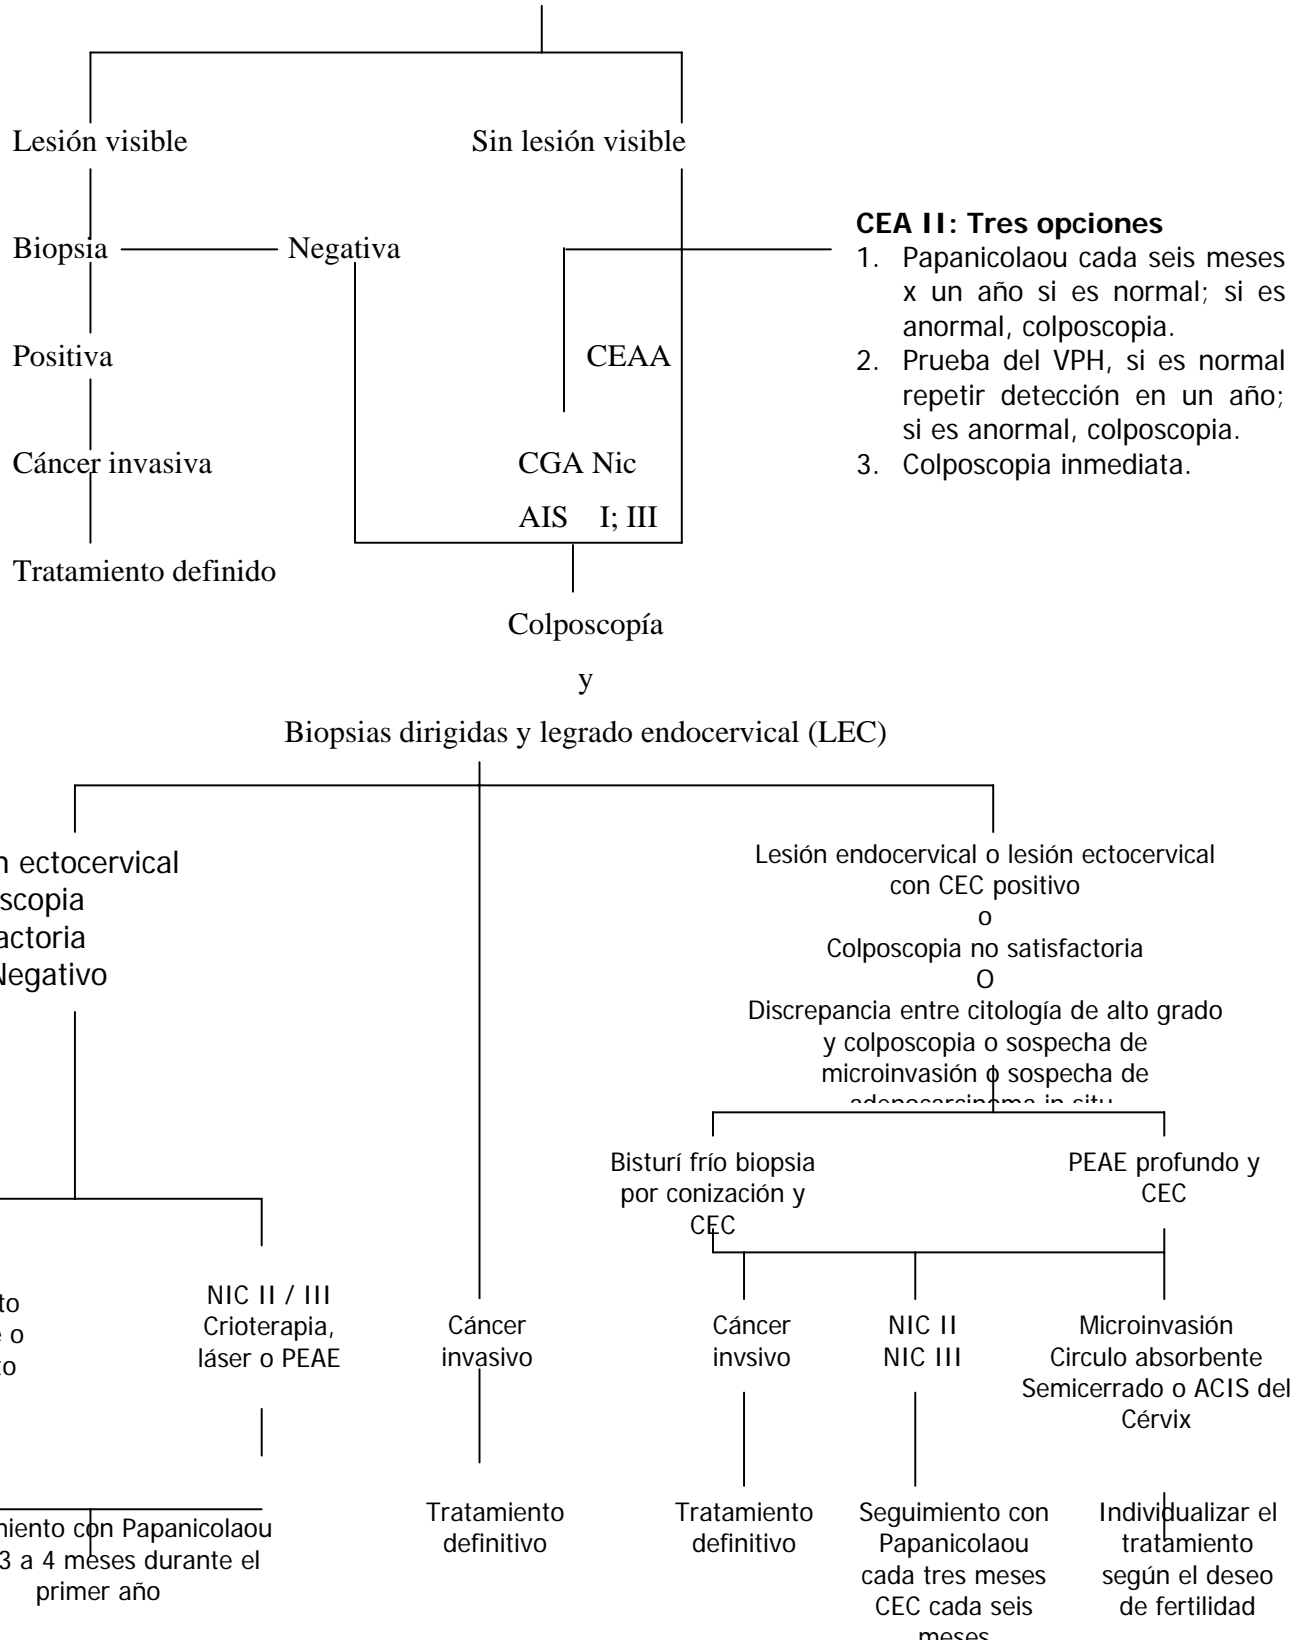 Lesión visible
Sin lesión visible
Biopsia
Negativa
CEA II: Tres opciones
1. Papanicolaou cada seis meses
x un año si es normal; si es
anormal, colposcopia.
2. Prueba del VPH, si es normal
repetir detección en un año;
si es anormal, colposcopia.
3. Colposcopia inmediata.
Positiva
CEAA
Cáncer invasiva
CGA Nic
AIS I; III
Tratamiento definido
Colposcopía
y
Biopsias dirigidas y legrado endocervical (LEC)
n ectocervical
scopia
actoria
Negativo
Lesión endocervical o lesión ectocervical
con CEC positivo
o
Colposcopia no satisfactoria
O
Discrepancia entre citología de alto grado
y colposcopia o sospecha de
microinvasión o sospecha de
adenocarcinoma in situ
Bisturí frío biopsia
por conización y
CEC
PEAE profundo y
CEC
to
e o
to
NIC II / III
Crioterapia,
láser o PEAE
Cáncer
invasivo
Cáncer
invsivo
NIC II
NIC III
Microinvasión
Circulo absorbente
Semicerrado o ACIS del
Cérvix
miento con Papanicolaou
3 a 4 meses durante el
primer año
Tratamiento
definitivo
Tratamiento
definitivo
Seguimiento con
Papanicolaou
cada tres meses
CEC cada seis
meses
Individualizar el
tratamiento
según el deseo
de fertilidad